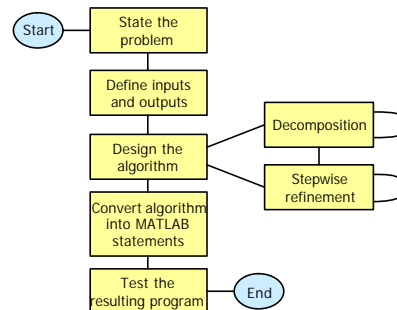 Start
State the
problem
Define inputs
and outputs
Design the
algorithm
Decomposition
Stepwise
refinement
Convert algorithm
into MATLAB
statements
Test the
resulting program
End